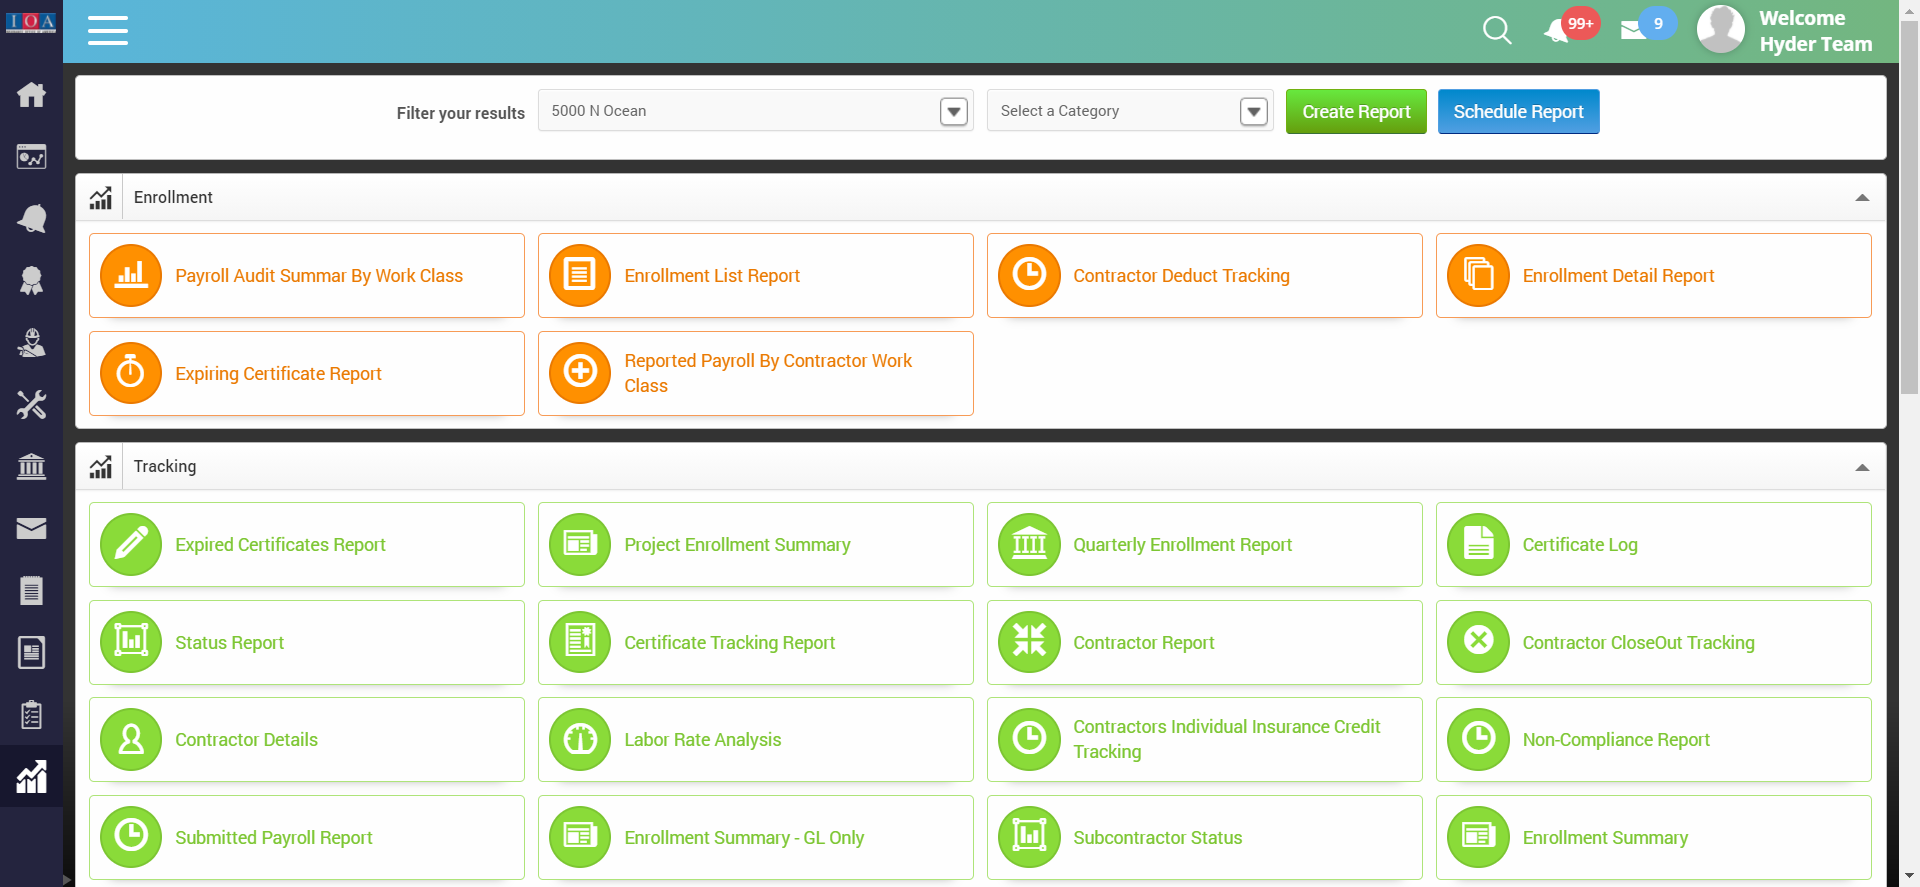 IOA
99+
9
Welcome
Hyder Team
Filter your results
5000 N Ocean
Select a Category
Create Report
Schedule Report
Enrollment
Payroll Audit Summar By Work Class
Enrollment List Report
Contractor Deduct Tracking
Enrollment Detail Report
Expiring Certificate Report
Reported Payroll By Contractor Work
Class
Tracking
Expired Certificates Report
Project Enrollment Summary
Quarterly Enrollment Report
Certificate Log
Status Report
Certificate Tracking Report
Contractor Report
Contractor CloseOut Tracking
Contractor Details
Labor Rate Analysis
Contractors Individual Insurance Credit
Tracking
Non-Compliance Report
Submitted Payroll Report
Enrollment Summary - GL Only
Subcontractor Status
Enrollment Summary